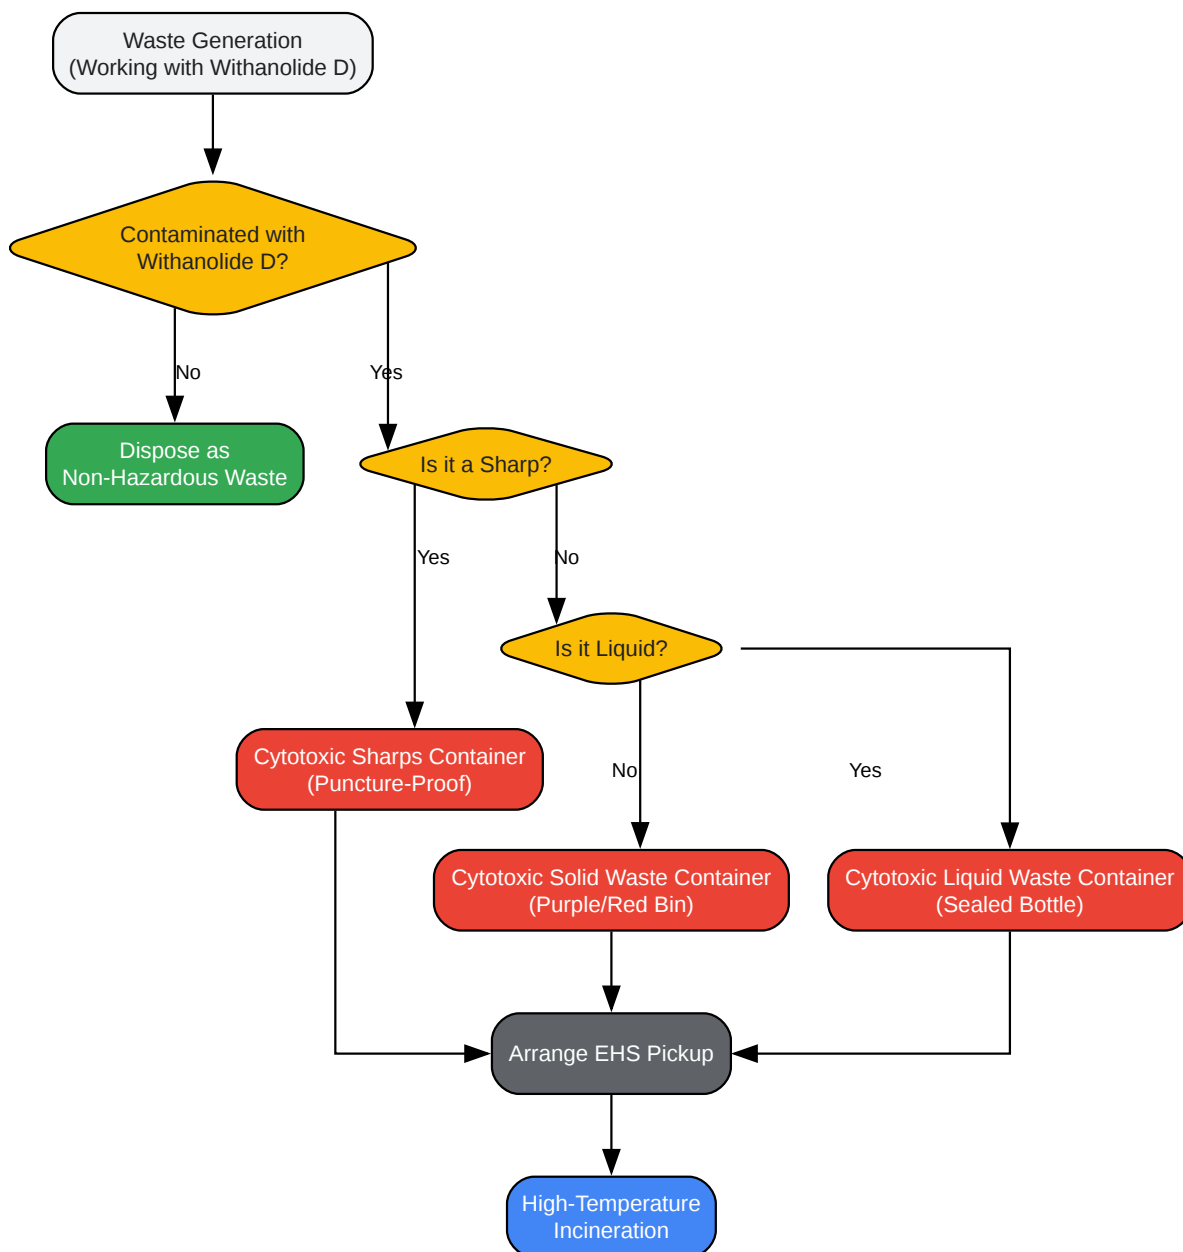 Waste Generation
(Working with Withanolide D)
Contaminated with
Withanolide D?
No
Yes
Dispose as
Non-Hazardous Waste
Is it a Sharp?
Yes
No
Is it Liquid?
Cytotoxic Sharps Container
(Puncture-Proof)
No
Yes
Cytotoxic Solid Waste Container
(Purple/Red Bin)
Cytotoxic Liquid Waste Container
(Sealed Bottle)
Arrange EHS Pickup
High-Temperature
Incineration